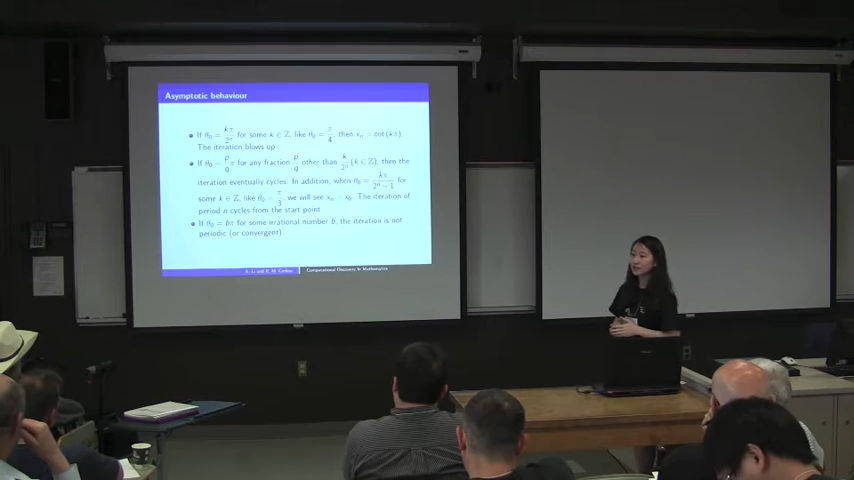 Asymptotic behaviour
• If θ₀ = kπ/2ⁿ for some k ∈ ℤ, like θ₀ = π/4, then xₙ = cot (kπ).
The iteration blows up.
• If θ₀ = p/q π for any fraction p/q other than k/2ⁿ (k ∈ ℤ), then the
iteration eventually cycles. In addition, when θ₀ = kπ/(2ⁿ − 1) for
some k ∈ ℤ, like θ₀ = π/3, we will see xₙ = x₀. The iteration of
period n cycles from the start point
• If θ₀ = bπ for some irrational number b, the iteration is not
periodic (or convergent).
Computational Discovery in Mathematics